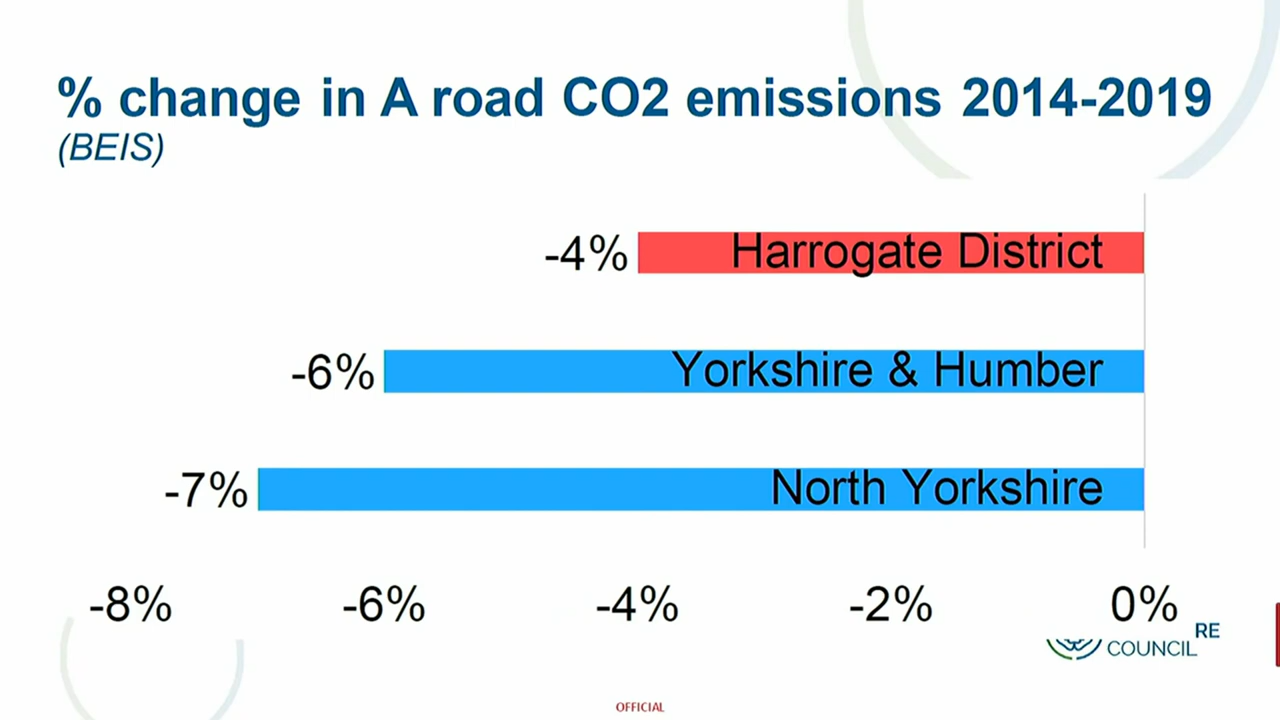 % change in A road CO2 emissions 2014-2019
(BEIS)
-4% Harrogate District
-6% Yorkshire & Humber
-7% North Yorkshire
-8% -6% -4% -2% 0%
RE
COUNCIL
OFFICIAL